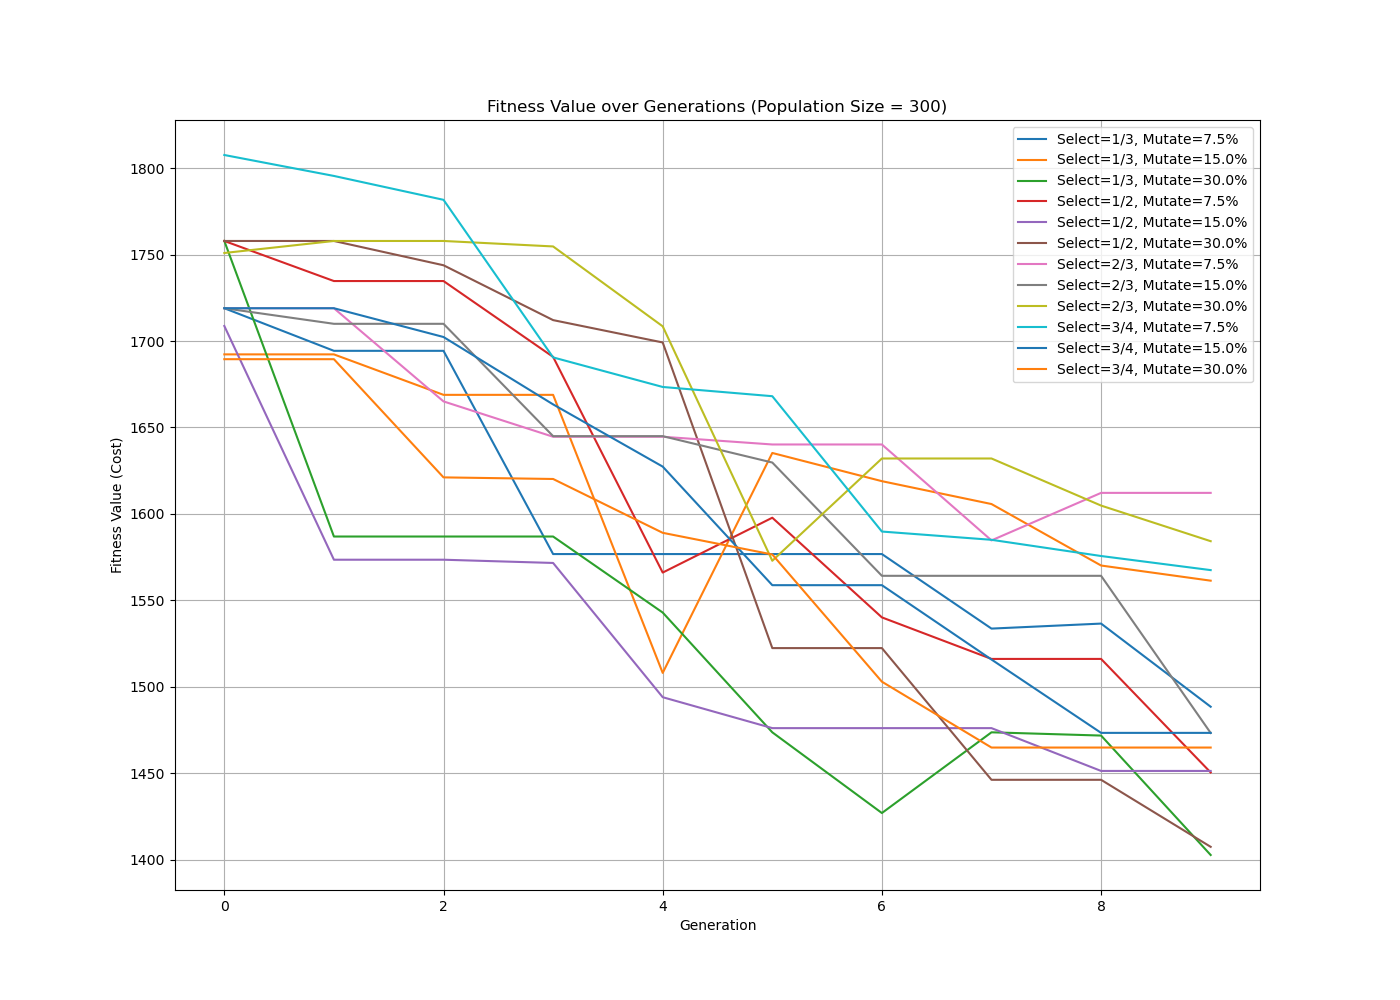 Fitness Value over Generations (Population Size = 300)
Select=1/3, Mutate=7.5%
Select=1/3, Mutate=15.0%
Select=1/3, Mutate=30.0%
Select=1/2, Mutate=7.5%
Select=1/2, Mutate=15.0%
Select=1/2, Mutate=30.0%
Select=2/3, Mutate=7.5%
Select=2/3, Mutate=15.0%
Select=2/3, Mutate=30.0%
Select=3/4, Mutate=7.5%
Select=3/4, Mutate=15.0%
Select=3/4, Mutate=30.0%
Fitness Value (Cost)
1800
1750
1700
1650
1600
1550
1500
1450
1400
0 2 4 6 8
Generation